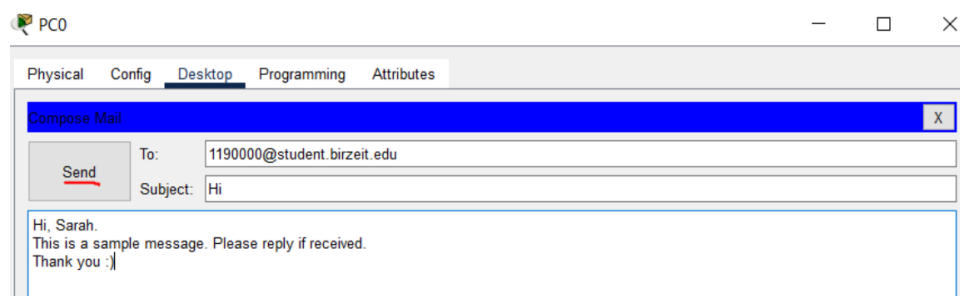 PC0
Physical Config Desktop Programming Attributes
Compose Mail X
To: 1190000@student.birzeit.edu
Send
Subject: Hi
Hi, Sarah.
This is a sample message. Please reply if received.
Thank you :)